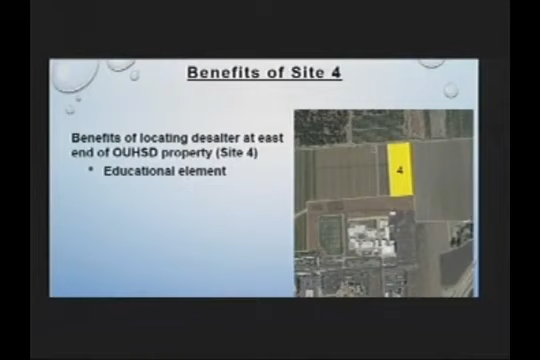 Benefits of Site 4
Benefits of locating desalter at east
end of OUHSD property (Site 4)
• Educational element
4